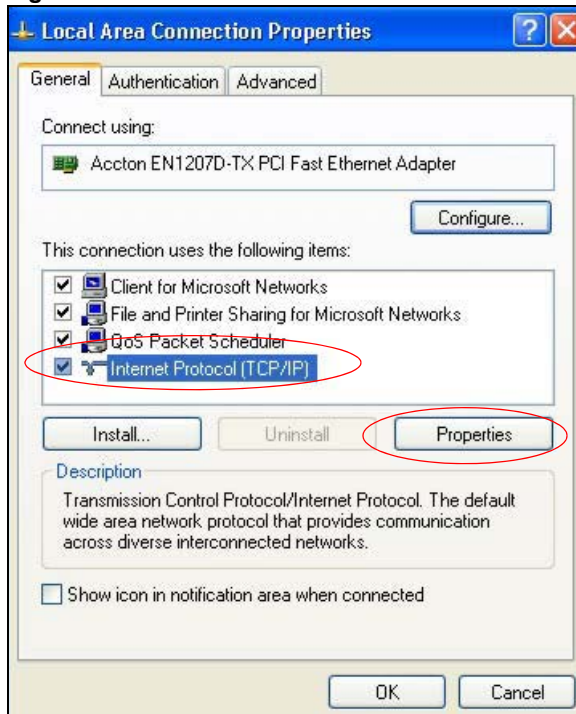 Local Area Connection Properties
General Authentication Advanced
Connect using:
Accton EN1207D-TX PCI Fast Ethernet Adapter
Configure...
This connection uses the following items:
Client for Microsoft Networks
File and Printer Sharing for Microsoft Networks
QoS Packet Scheduler
Internet Protocol (TCP/IP)
Install... Uninstall Properties
Description
Transmission Control Protocol/Internet Protocol. The default
wide area network protocol that provides communication
across diverse interconnected networks.
Show icon in notification area when connected
OK Cancel